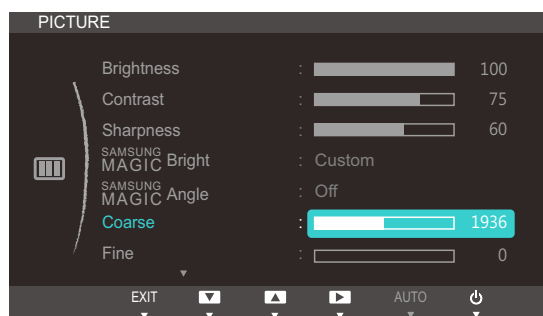 PICTURE
Brightness : 100
Contrast : 75
Sharpness : 60
SAMSUNG MAGIC Bright : Custom
SAMSUNG MAGIC Angle : Off
Coarse : 1936
Fine : 0
EXIT AUTO